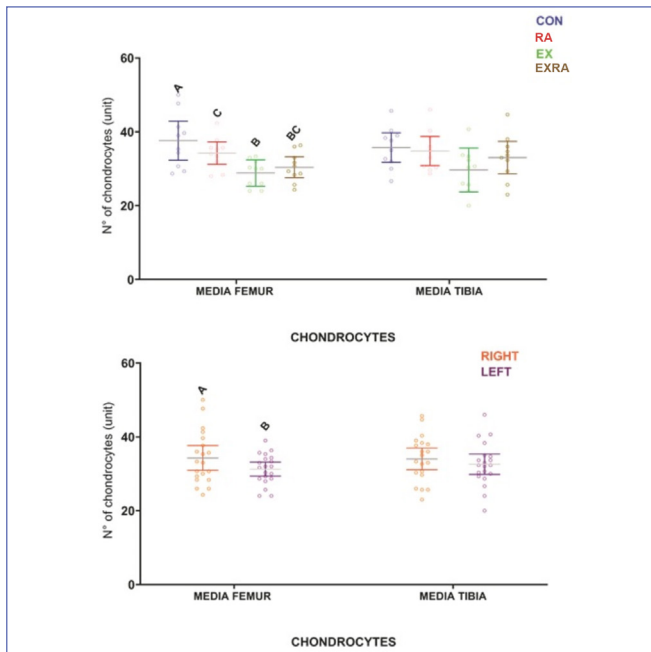 CON
RA
EX
EXRA
60
40
20
0
N° of chondrocytes (unit)
A
C
B
BC
MEDIA FEMUR
MEDIA TIBIA
CHONDROCYTES
RIGHT
LEFT
60
40
20
0
N° of chondrocytes (unit)
A
B
MEDIA FEMUR
MEDIA TIBIA
CHONDROCYTES